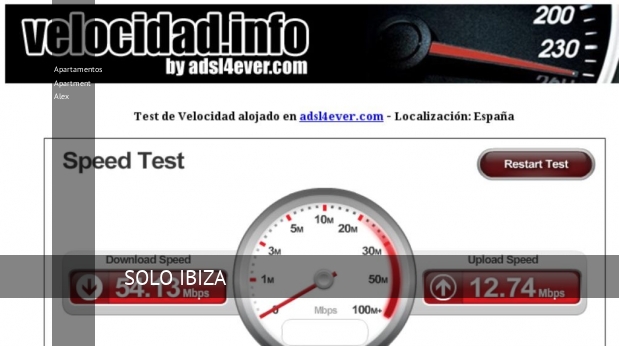 velocidad.info
by adsl4ever.com
200
230
Apartamentos
Apartment
Alex
Test de Velocidad alojado en adsl4ever.com - Localización: España
Speed Test
Restart Test
10M
5M
20M
3M
30M
Download Speed
Upload Speed
1M
50M
SOLO IBIZA
54.13 Mbps
12.74 Mbps
0
Mbps
100M+